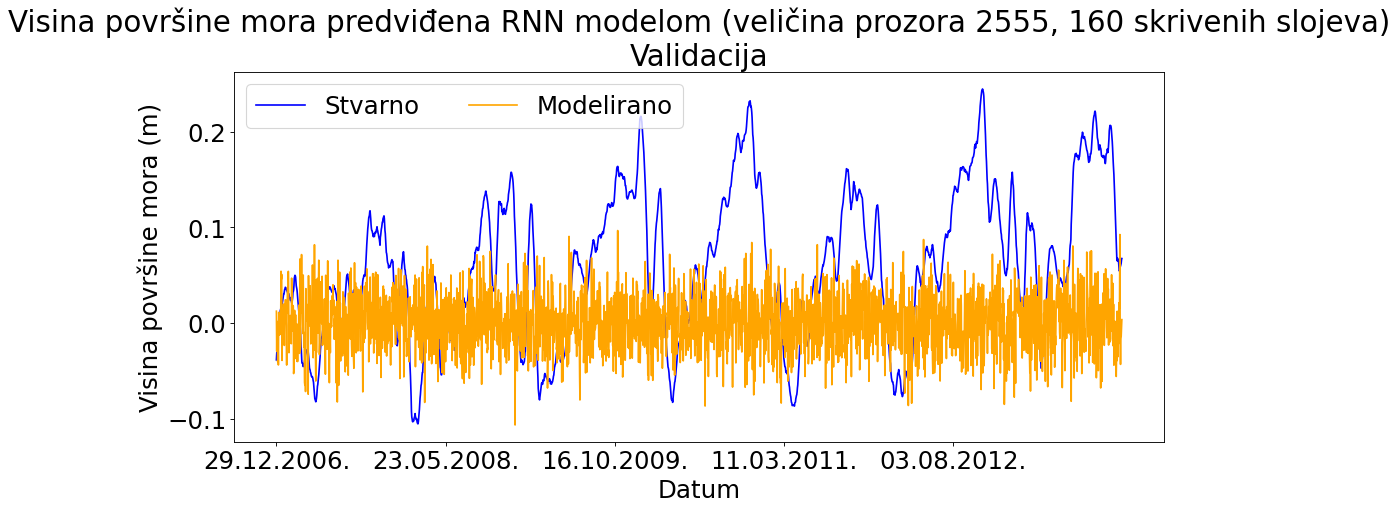 Visina površine mora predviđena RNN modelom (veličina prozora 2555, 160 skrivenih slojeva)
Validacija
Stvarno Modelirano
Visina površine mora (m)
0.2
0.1
0.0
−0.1
29.12.2006. 23.05.2008. 16.10.2009. 11.03.2011. 03.08.2012.
Datum